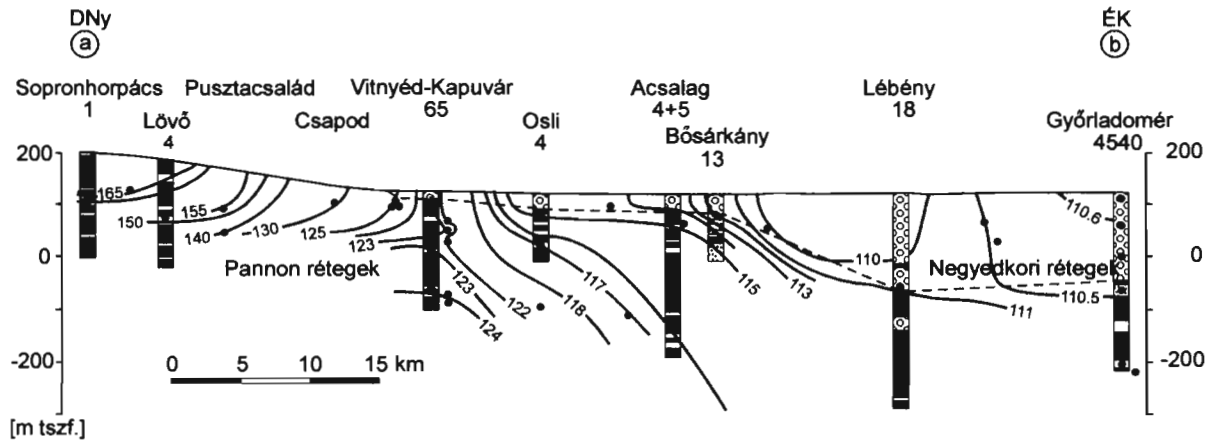 DNy
ÉK
a
b
Sopronhorpács
Pusztacsalád
Vitnyéd-Kapuvár
Acsalag
Lébény
1
65
4+5
18
Lövő
Csapod
Osli
Bősárkány
Győrladomér
4
4
13
4540
200
200
165
150
155
140
130
125
123
123
124
122
118
117
115
113
110
111
110.6
110.5
0
0
Pannon rétegek
Negyedkori rétegek
-200
-200
0 5 10 15 km
[m tszf.]